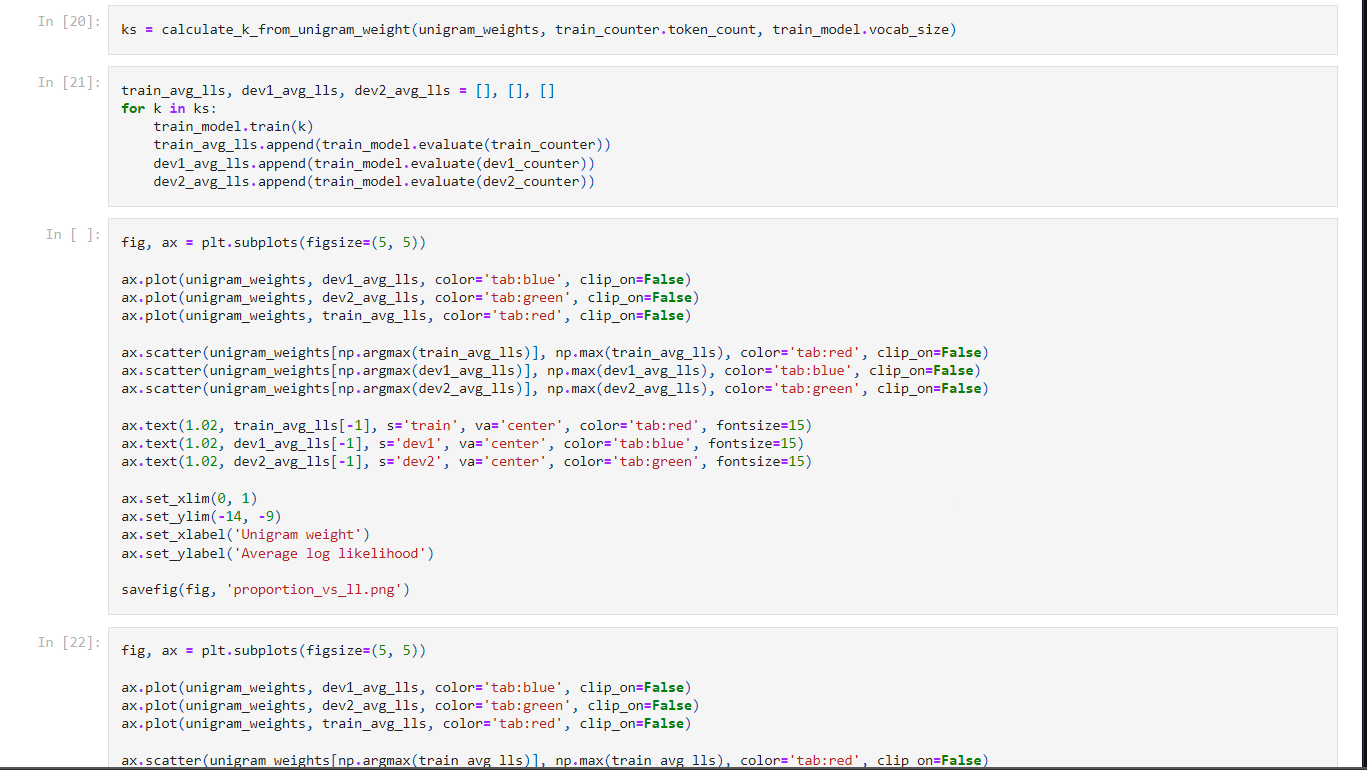 In [20]:
ks = calculate_k_from_unigram_weight(unigram_weights, train_counter.token_count, train_model.vocab_size)
In [21]:
train_avg_lls, dev1_avg_lls, dev2_avg_lls = [], [], []
for k in ks:
    train_model.train(k)
    train_avg_lls.append(train_model.evaluate(train_counter))
    dev1_avg_lls.append(train_model.evaluate(dev1_counter))
    dev2_avg_lls.append(train_model.evaluate(dev2_counter))
In [ ]:
fig, ax = plt.subplots(figsize=(5, 5))
ax.plot(unigram_weights, dev1_avg_lls, color='tab:blue', clip_on=False)
ax.plot(unigram_weights, dev2_avg_lls, color='tab:green', clip_on=False)
ax.plot(unigram_weights, train_avg_lls, color='tab:red', clip_on=False)
ax.scatter(unigram_weights[np.argmax(train_avg_lls)], np.max(train_avg_lls), color='tab:red', clip_on=False)
ax.scatter(unigram_weights[np.argmax(dev1_avg_lls)], np.max(dev1_avg_lls), color='tab:blue', clip_on=False)
ax.scatter(unigram_weights[np.argmax(dev2_avg_lls)], np.max(dev2_avg_lls), color='tab:green', clip_on=False)
ax.text(1.02, train_avg_lls[-1], s='train', va='center', color='tab:red', fontsize=15)
ax.text(1.02, dev1_avg_lls[-1], s='dev1', va='center', color='tab:blue', fontsize=15)
ax.text(1.02, dev2_avg_lls[-1], s='dev2', va='center', color='tab:green', fontsize=15)
ax.set_xlim(0, 1)
ax.set_ylim(-14, -9)
ax.set_xlabel('Unigram weight')
ax.set_ylabel('Average log likelihood')
savefig(fig, 'proportion_vs_ll.png')
In [22]:
fig, ax = plt.subplots(figsize=(5, 5))
ax.plot(unigram_weights, dev1_avg_lls, color='tab:blue', clip_on=False)
ax.plot(unigram_weights, dev2_avg_lls, color='tab:green', clip_on=False)
ax.plot(unigram_weights, train_avg_lls, color='tab:red', clip_on=False)
ax.scatter(unigram_weights[np.argmax(train_avg_lls)], np.max(train_avg_lls), color='tab:red', clip_on=False)